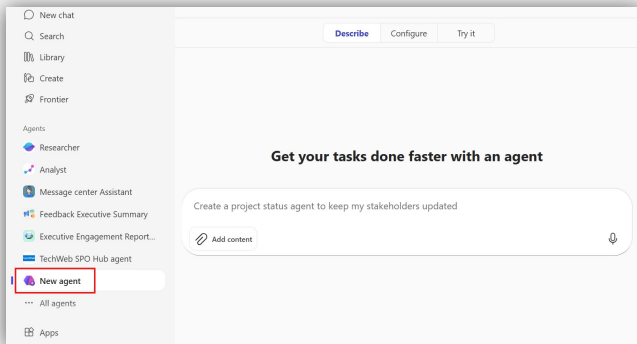 New chat
Search
Library
Create
Frontier
Agents
Researcher
Analyst
Message center Assistant
Feedback Executive Summary
Executive Engagement Report...
TechWeb SPO Hub agent
New agent
All agents
Apps
Describe Configure Try it
Get your tasks done faster with an agent
Create a project status agent to keep my stakeholders updated
Add content